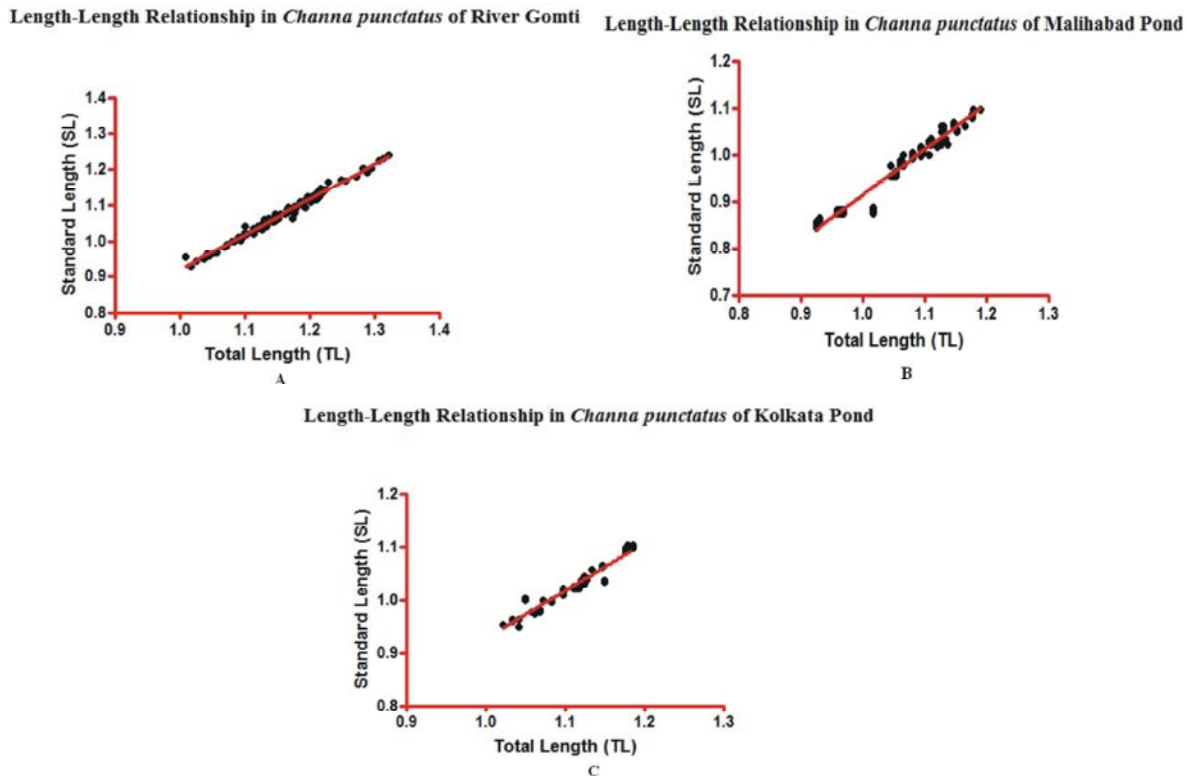 Length-Length Relationship in Channa punctatus of River Gomti
Standard Length (SL)
1.4
1.3
1.2
1.1
1.0
0.9
0.8
0.9 1.0 1.1 1.2 1.3 1.4
Total Length (TL)
A
Length-Length Relationship in Channa punctatus of Malihabad Pond
Standard Length (SL)
1.2
1.1
1.0
0.9
0.8
0.7
0.8 0.9 1.0 1.1 1.2 1.3
Total Length (TL)
B
Length-Length Relationship in Channa punctatus of Kolkata Pond
Standard Length (SL)
1.2
1.1
1.0
0.9
0.8
0.9 1.0 1.1 1.2 1.3
Total Length (TL)
C